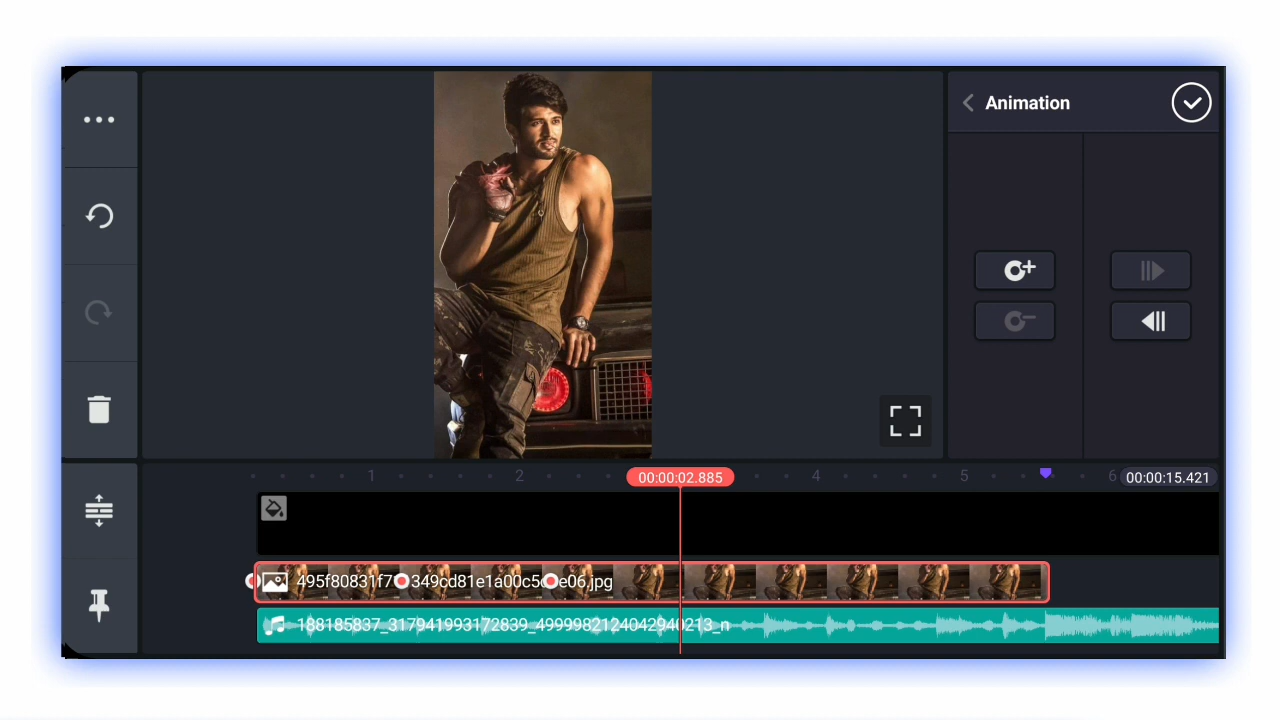 Animation
1 2 00:00:02.885 4 5 6 00:00:15.421
495f80831f7 349cd81e1a00c5 e06.jpg
188185837_317941993172839_4999982124042940213_n